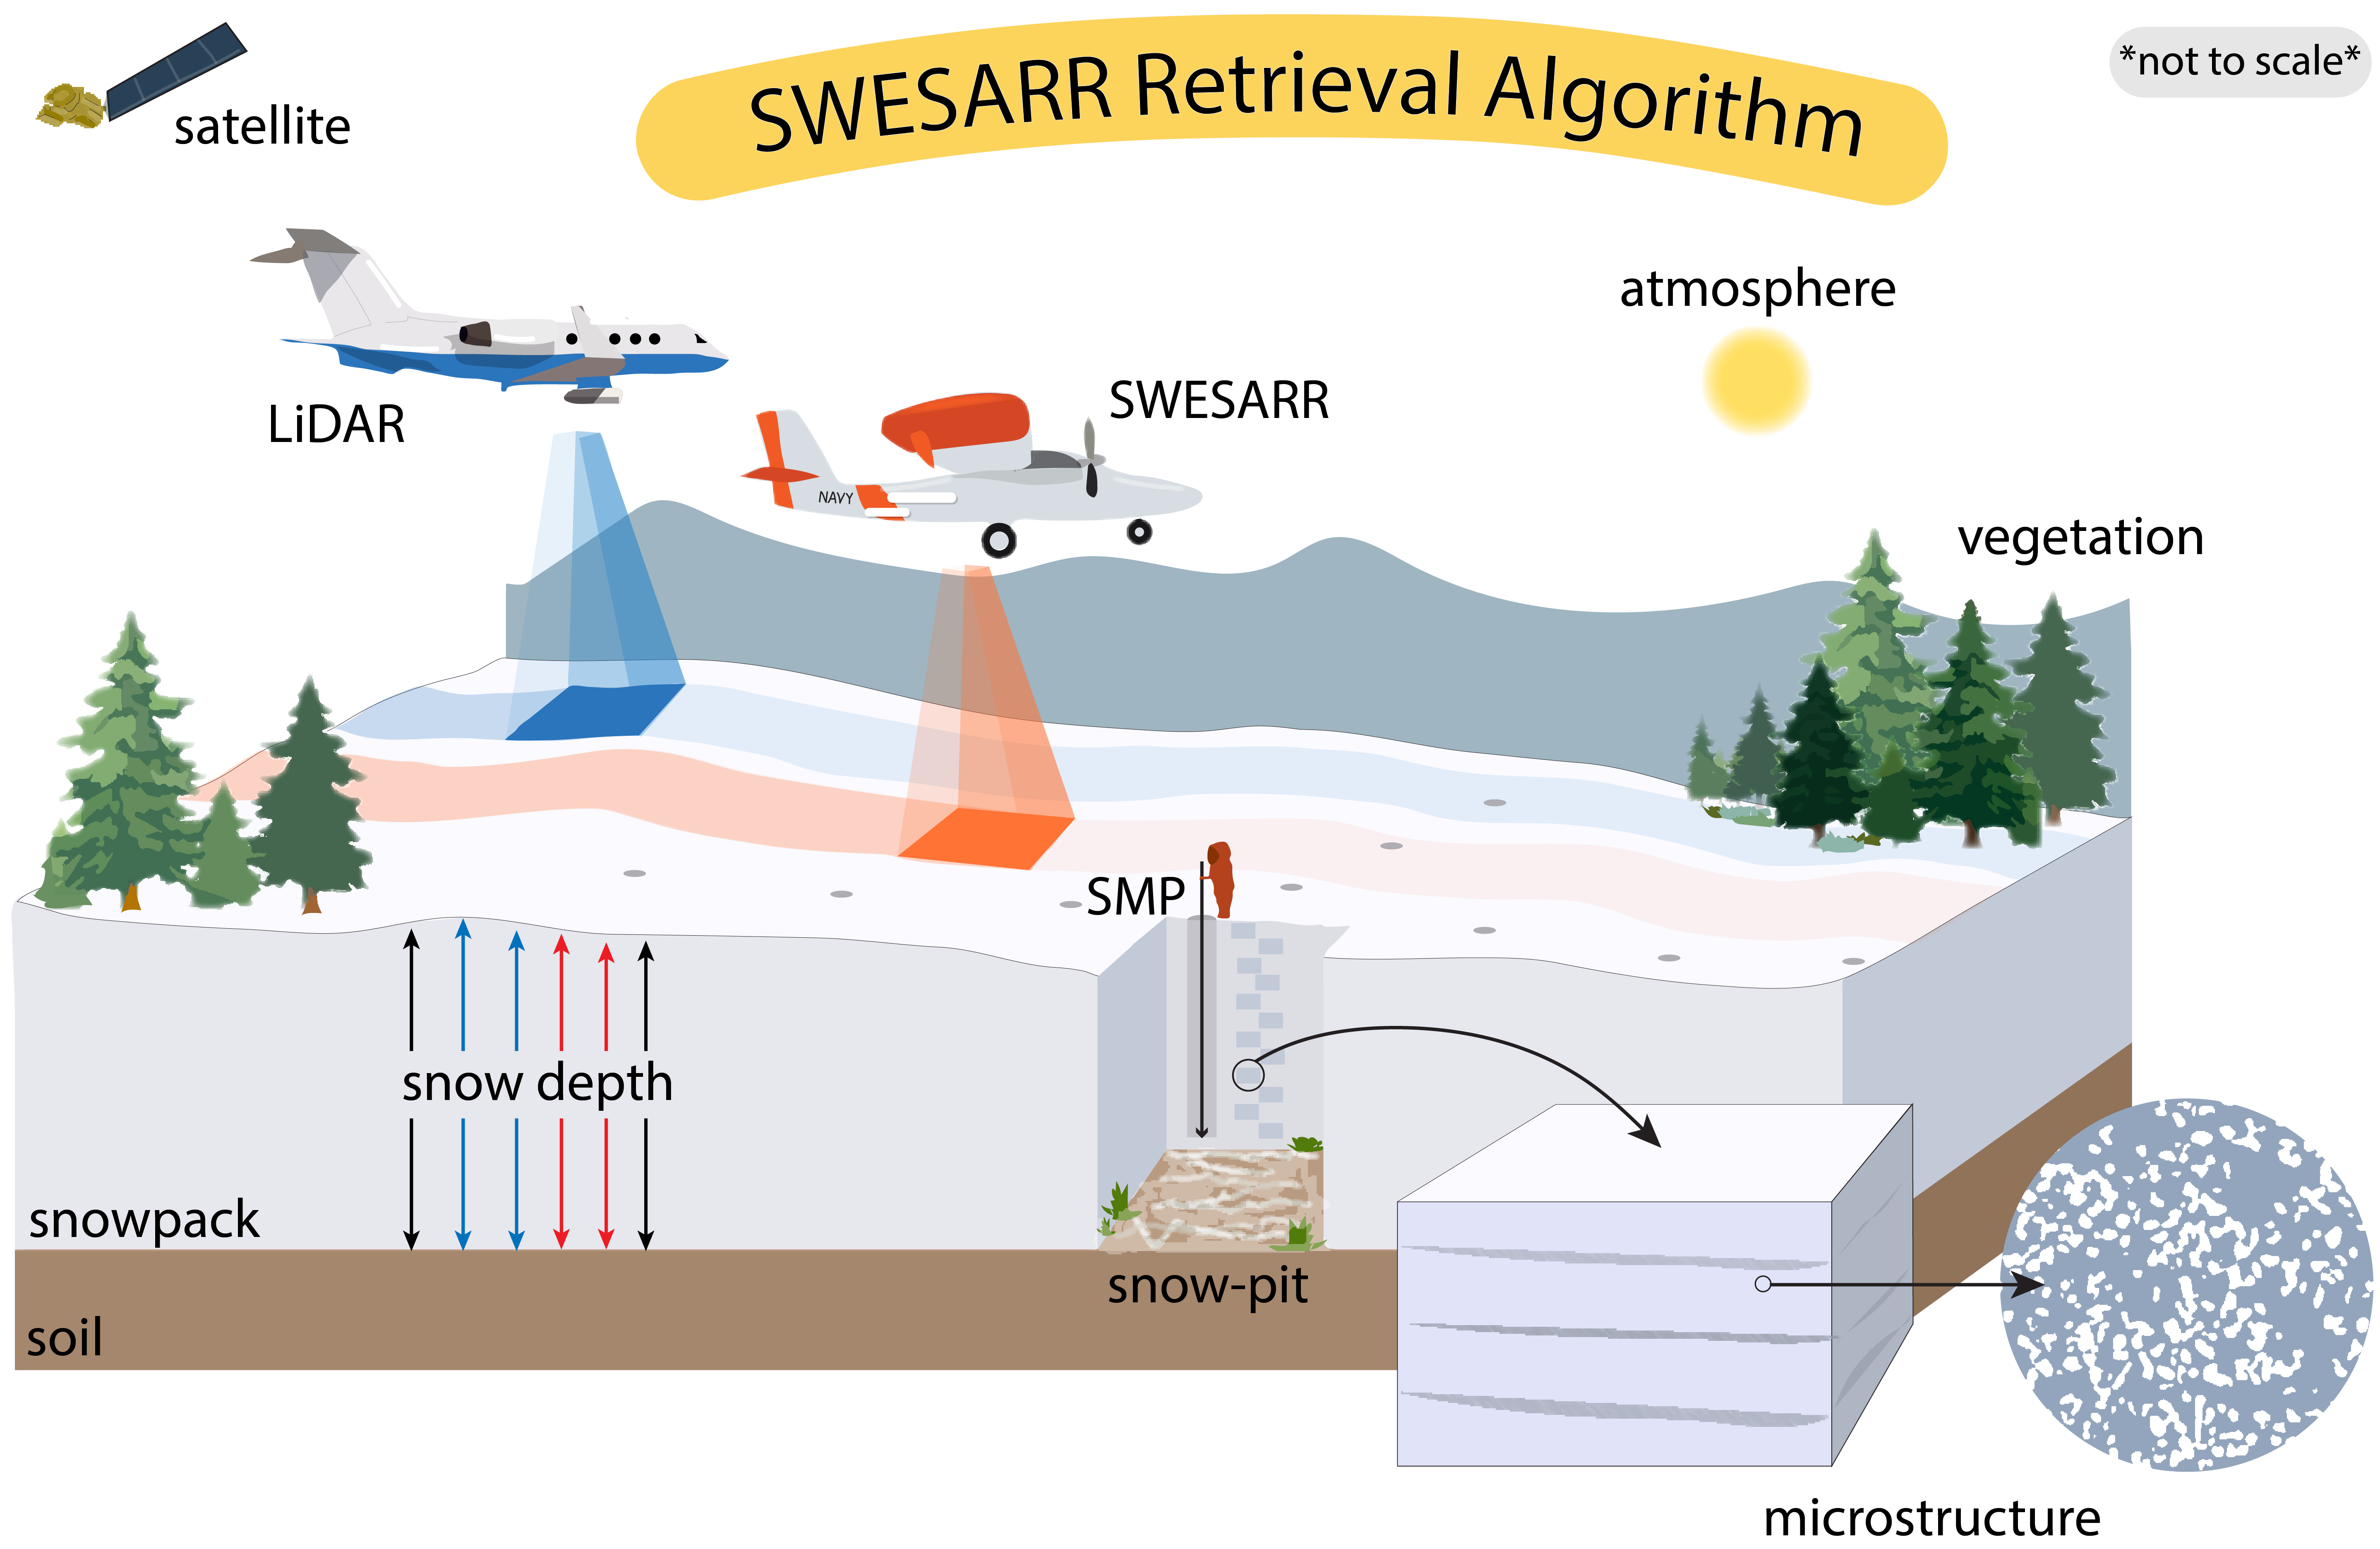 SWESARR Retrieval Algorithm
*not to scale*
satellite
atmosphere
LiDAR
SWESARR
NAVY
vegetation
SMP
snow depth
snowpack
snow-pit
soil
microstructure